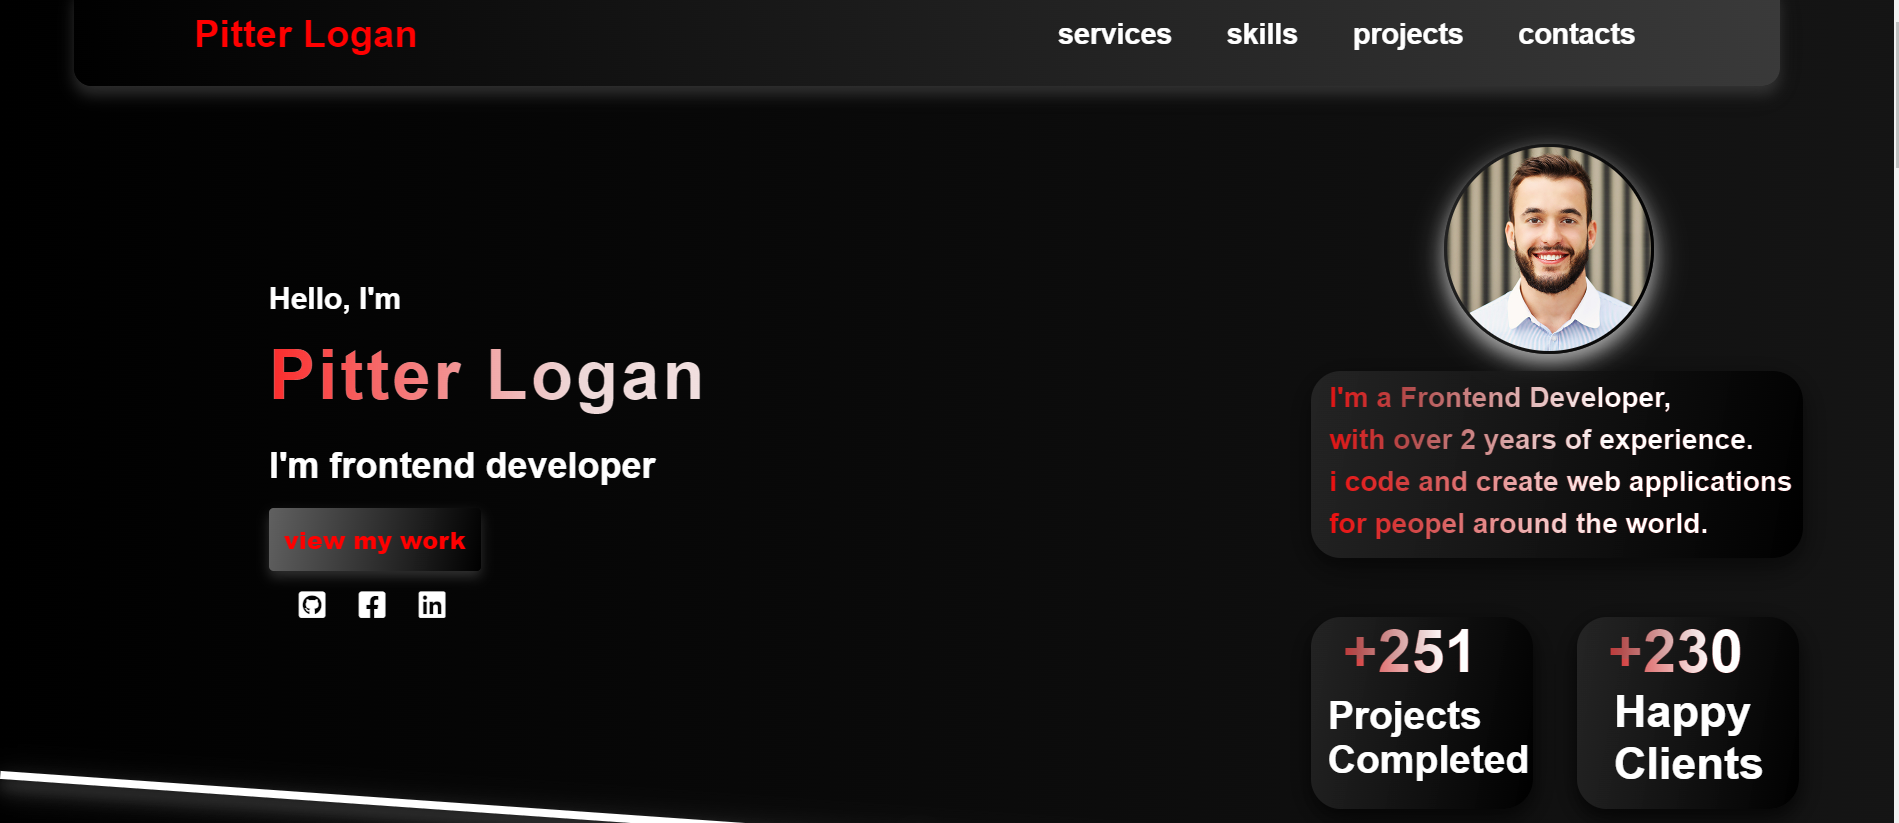 Pitter Logan
services
skills
projects
contacts
Hello, I'm
Pitter Logan
I'm frontend developer
view my work
I'm a Frontend Developer,
with over 2 years of experience.
i code and create web applications
for peopel around the world.
+251
Projects
Completed
+230
Happy
Clients